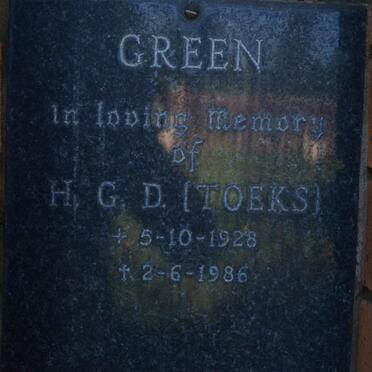 GREEN
In loving Memory
of
H. G. D. (TOEKS)
+ 5-10-1928
✝ 2-6-1986